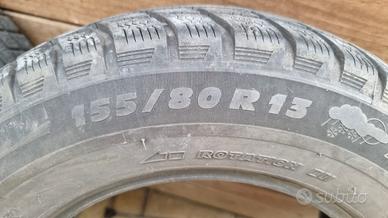 155/80 R 13
ROTATION
subito